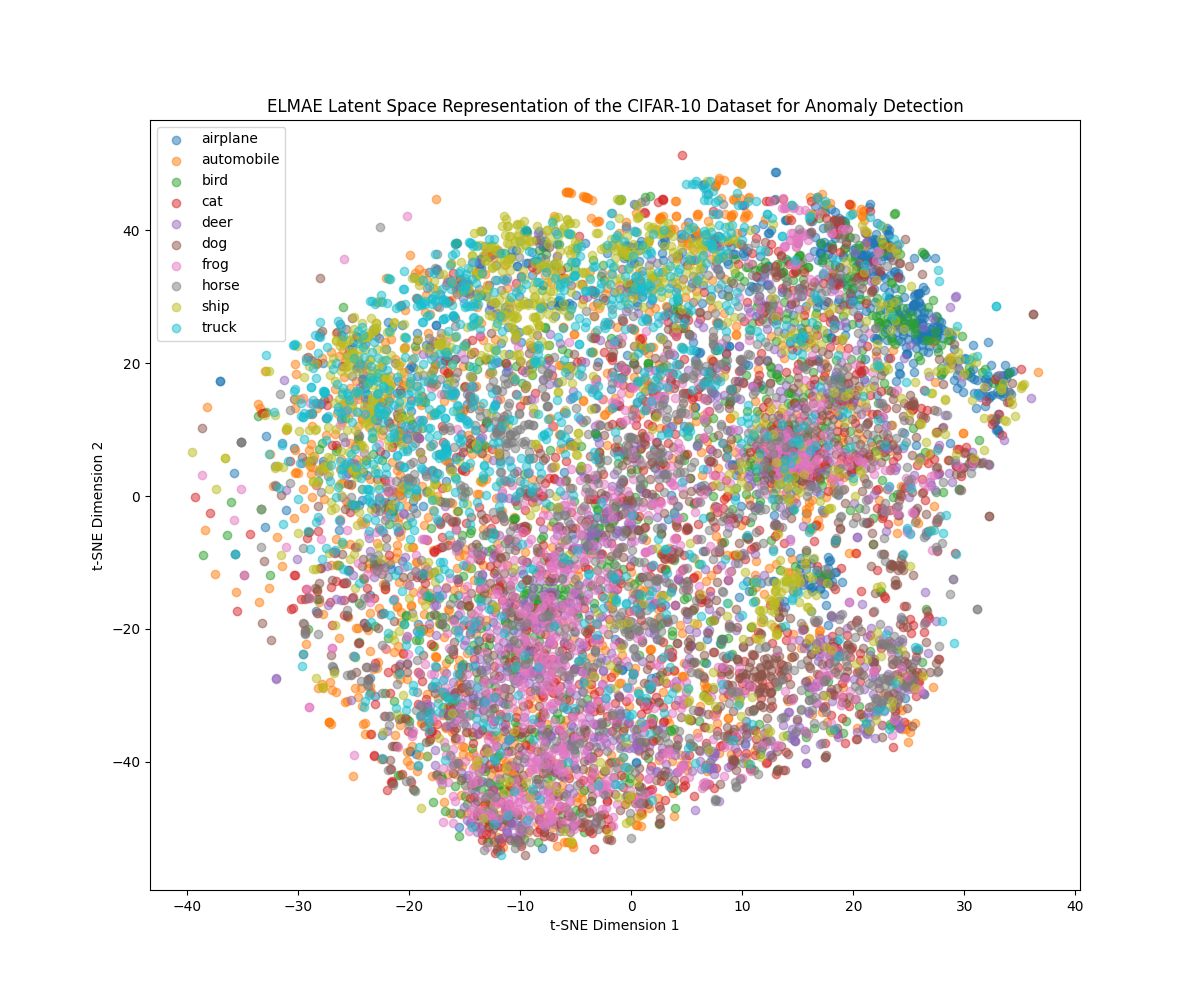 ELMAE Latent Space Representation of the CIFAR-10 Dataset for Anomaly Detection
airplane
automobile
bird
cat
deer
dog
frog
horse
ship
truck
40
20
0
−20
−40
t-SNE Dimension 2
−40 −30 −20 −10 0 10 20 30 40
t-SNE Dimension 1